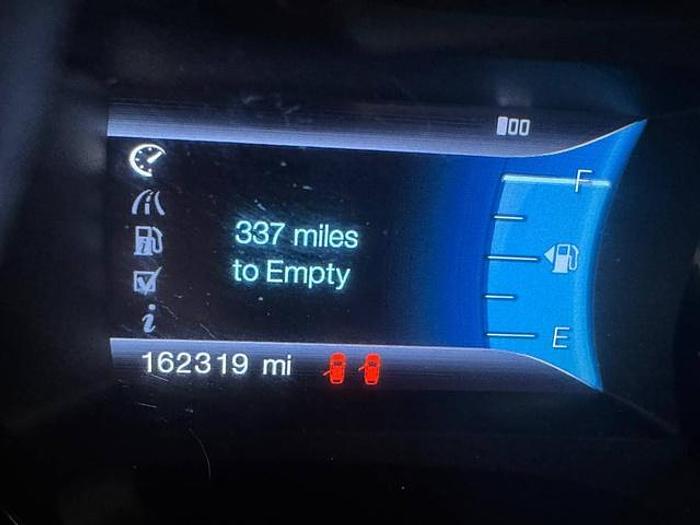 F
337 miles
to Empty
E
162319 mi